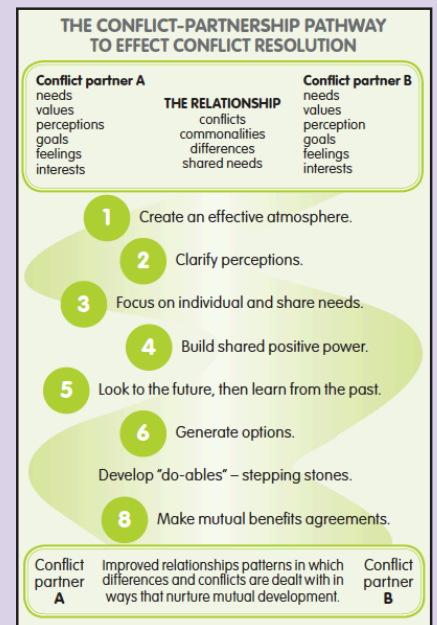 THE CONFLICT-PARTNERSHIP PATHWAY
TO EFFECT CONFLICT RESOLUTION
Conflict partner A
needs
values
perceptions
goals
feelings
interests
THE RELATIONSHIP
conflicts
commonalities
differences
shared needs
Conflict partner B
needs
values
perception
goals
feelings
interests
1 Create an effective atmosphere.
2 Clarify perceptions.
3 Focus on individual and share needs.
4 Build shared positive power.
5 Look to the future, then learn from the past.
6 Generate options.
Develop "do-ables" – stepping stones.
8 Make mutual benefits agreements.
Conflict
partner
A
Improved relationships patterns in which
differences and conflicts are dealt with in
ways that nurture mutual development.
Conflict
partner
B